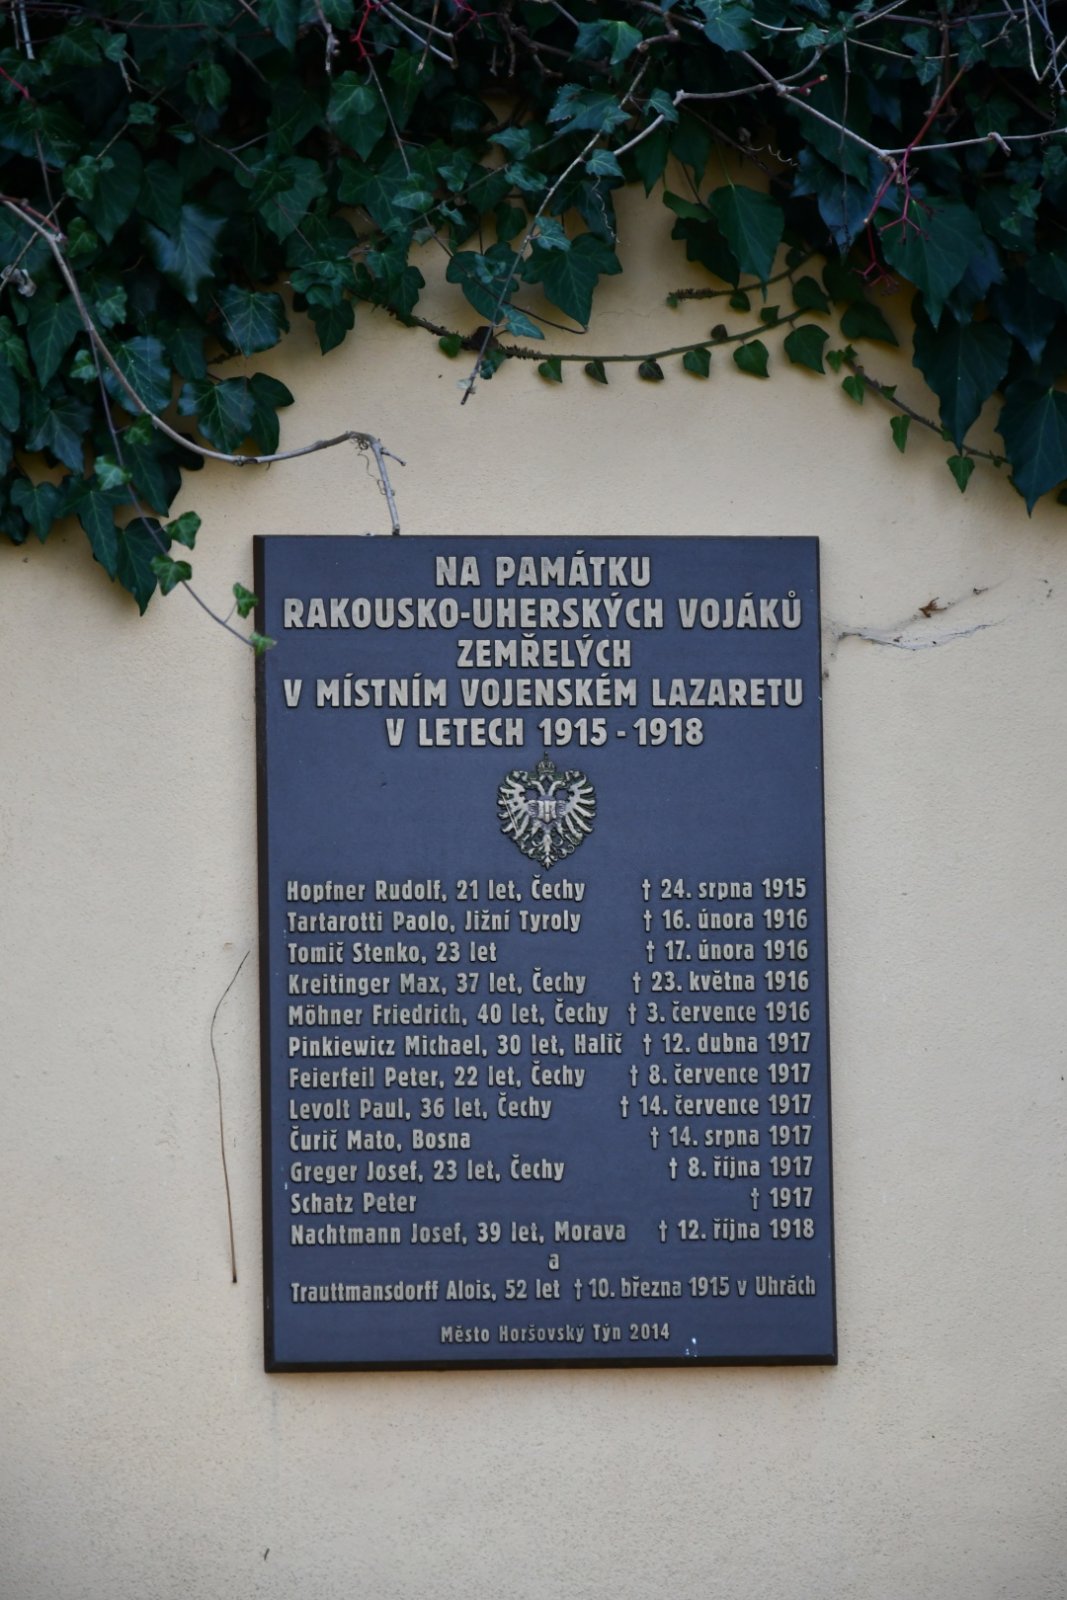 NA PAMÁTKU
RAKOUSKO-UHERSKÝCH VOJÁKŮ
ZEMŘELÝCH
V MÍSTNÍM VOJENSKÉM LAZARETU
V LETECH 1915 - 1918
Hopfner Rudolf, 21 let, Čechy † 24. srpna 1915
Tartarotti Paolo, Jižní Tyroly † 16. února 1916
Tomič Stenko, 23 let † 17. února 1916
Kreitinger Max, 37 let, Čechy † 23. května 1916
Möhner Friedrich, 40 let, Čechy † 3. července 1916
Pinkiewicz Michael, 30 let, Halič † 12. dubna 1917
Feierfeil Peter, 22 let, Čechy † 8. července 1917
Levolt Paul, 36 let, Čechy † 14. července 1917
Čurič Mato, Bosna † 14. srpna 1917
Greger Josef, 23 let, Čechy † 8. října 1917
Schatz Peter † 1917
Nachtmann Josef, 39 let, Morava † 12. října 1918
a
Trauttmansdorff Alois, 52 let † 10. března 1915 v Uhrách
Město Horšovský Týn 2014